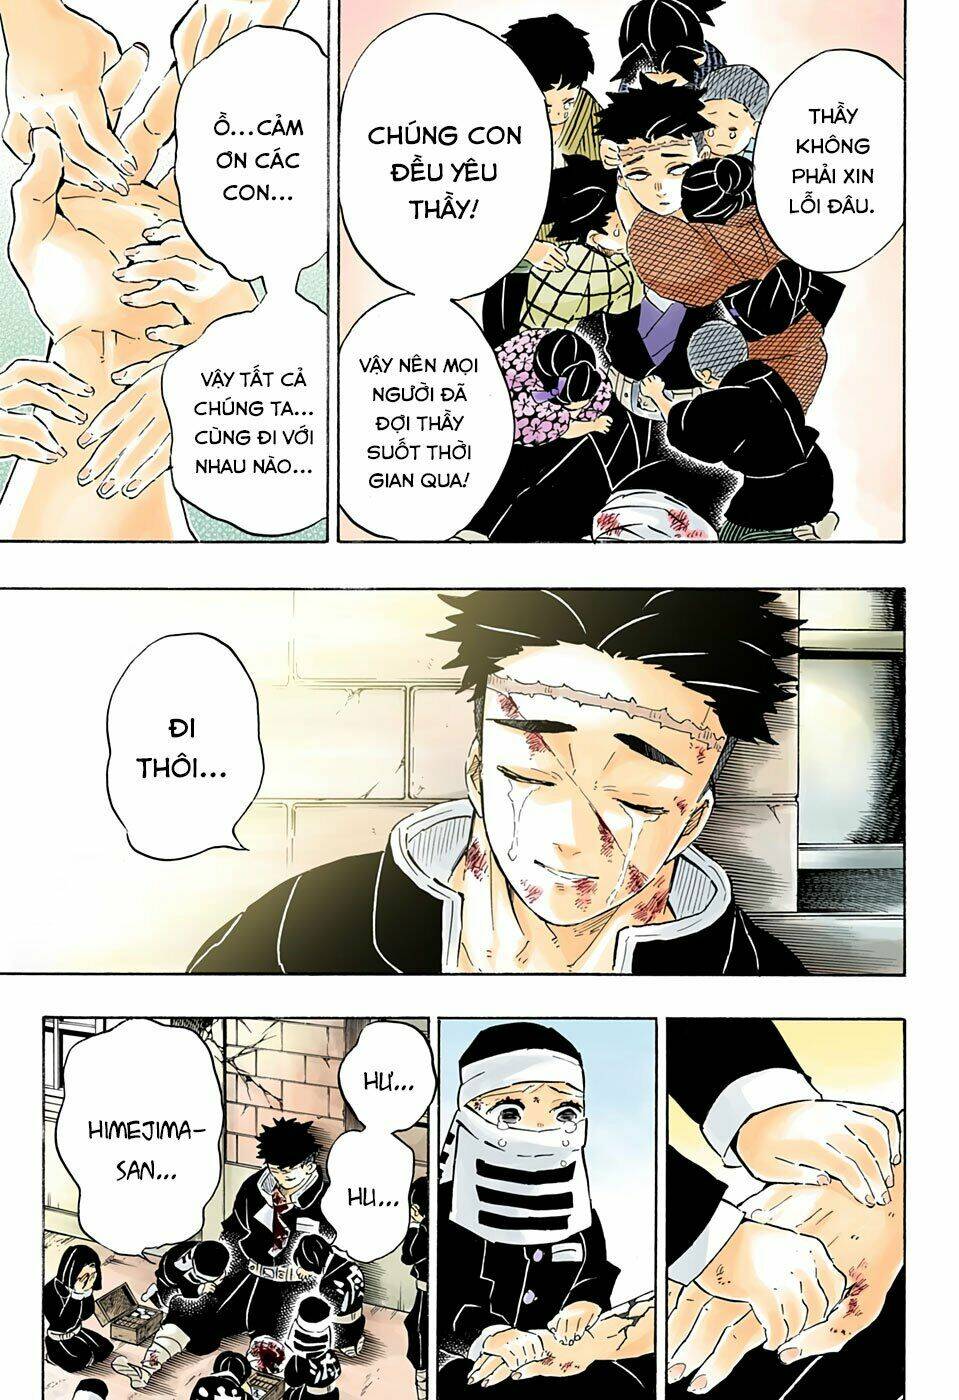 THẦY
KHÔNG
PHẢI XIN
LỖI ĐÂU.
CHÚNG CON
ĐỀU YÊU
THẦY!
VẬY NÊN MỌI
NGƯỜI ĐÃ
ĐỢI THẦY
SUỐT THỜI
GIAN QUA!
Ồ...CẢM
ƠN CÁC
CON...
VẬY TẤT CẢ
CHÚNG TA...
CÙNG ĐI VỚI
NHAU NÀO...
ĐI
THÔI...
HƯ...
HU...
HIMEJIMA-
SAN...